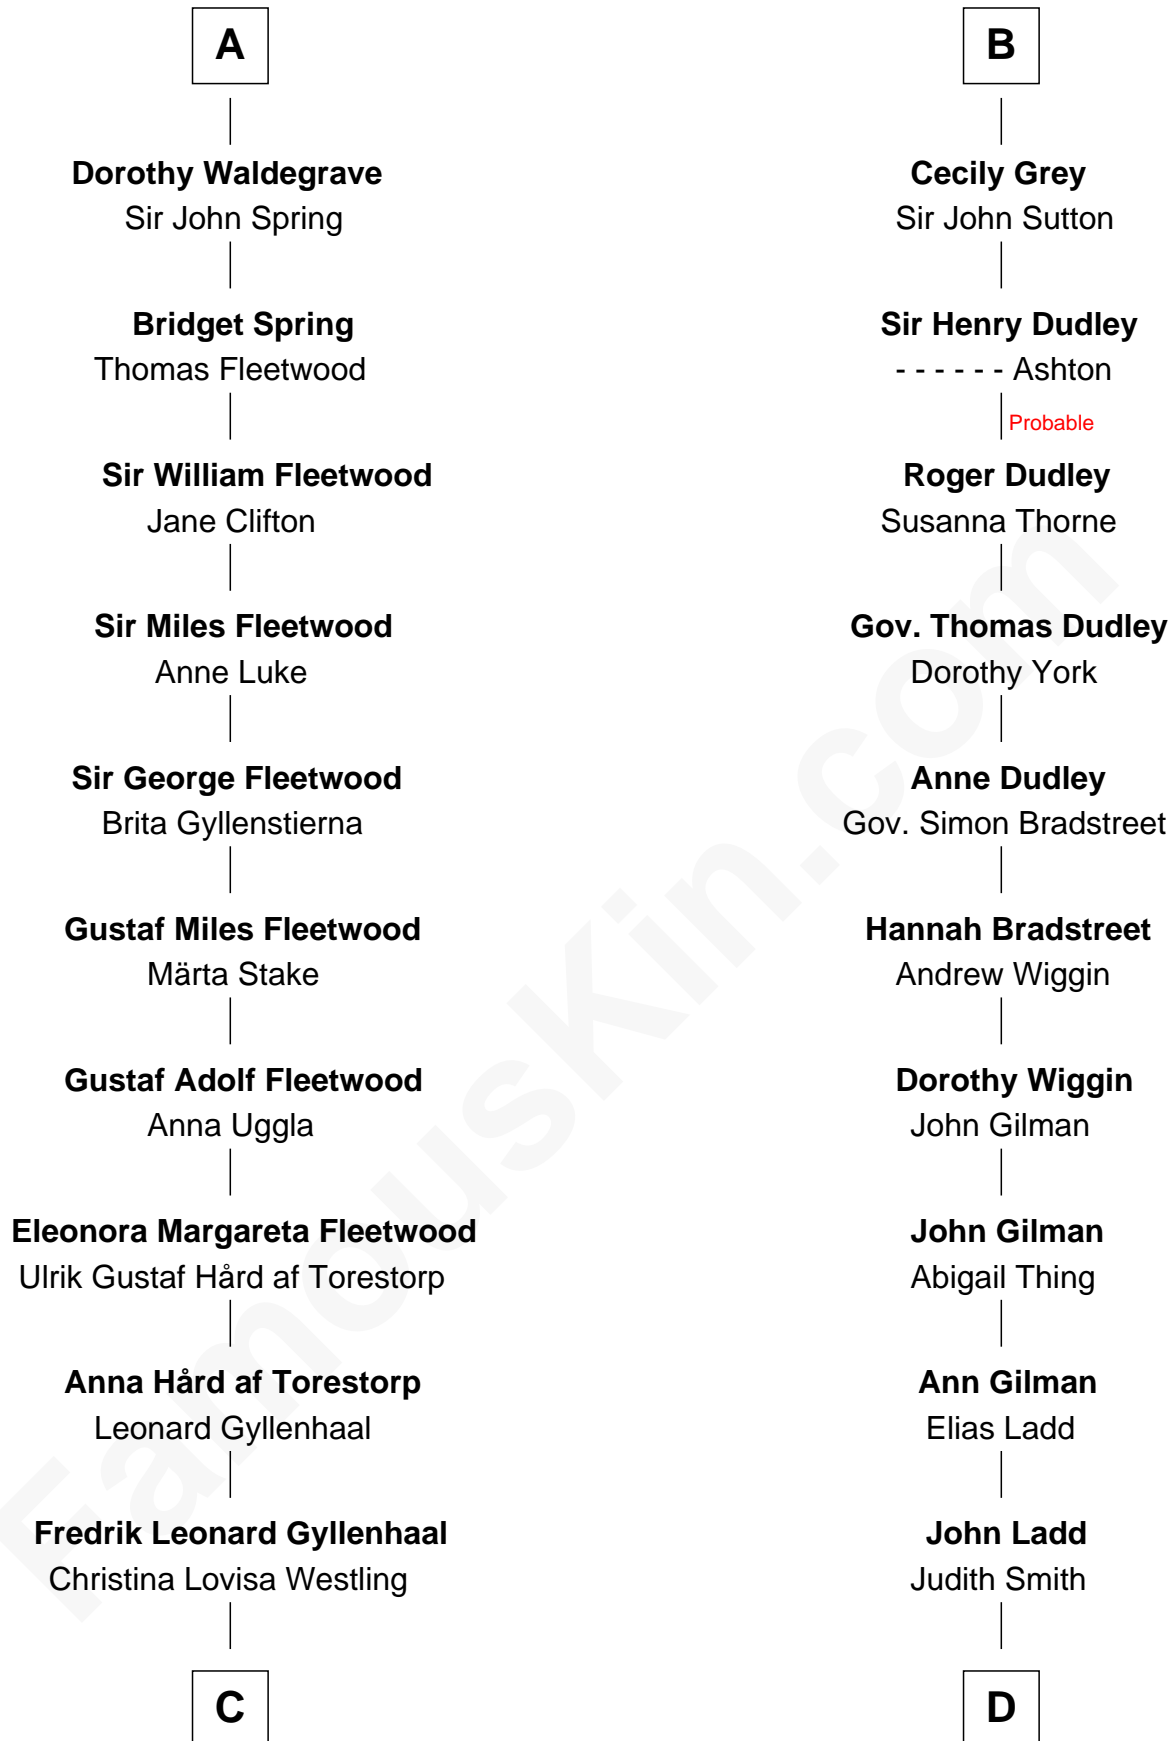 A
Dorothy Waldegrave
Sir John Spring
Bridget Spring
Thomas Fleetwood
Sir William Fleetwood
Jane Clifton
Sir Miles Fleetwood
Anne Luke
Sir George Fleetwood
Brita Gyllenstierna
Gustaf Miles Fleetwood
Märta Stake
Gustaf Adolf Fleetwood
Anna Uggla
Eleonora Margareta Fleetwood
Ulrik Gustaf Hård af Torestorp
Anna Hård af Torestorp
Leonard Gyllenhaal
Fredrik Leonard Gyllenhaal
Christina Lovisa Westling
C
B
Cecily Grey
Sir John Sutton
Sir Henry Dudley
- - - - - - Ashton
Probable
Roger Dudley
Susanna Thorne
Gov. Thomas Dudley
Dorothy York
Anne Dudley
Gov. Simon Bradstreet
Hannah Bradstreet
Andrew Wiggin
Dorothy Wiggin
John Gilman
John Gilman
Abigail Thing
Ann Gilman
Elias Ladd
John Ladd
Judith Smith
D
FamousKin.com